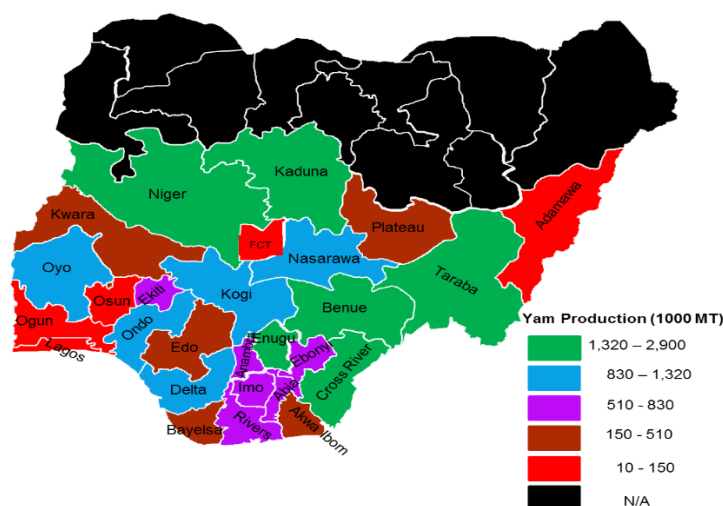 Kaduna
Niger
Adamawa
Kwara
Plateau
FCT
Oyo
Nasarawa
Taraba
Ekiti
Osun
Kogi
Benue
Ogun
Ondo
Lagos
Edo
Enugu
Ebonyi
Anambra
Cross River
Delta
Imo
Abia
Bayelsa
Rivers
Akwa Ibom
Yam Production (1000 MT)
1,320 – 2,900
830 – 1,320
510 - 830
150 - 510
10 - 150
N/A